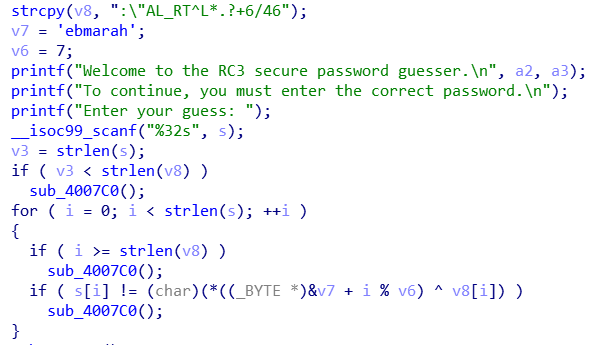 strcpy(v8, ":\"AL_RT^L*.?+6/46");
v7 = 'ebmarah';
v6 = 7;
printf("Welcome to the RC3 secure password guesser.\n", a2, a3);
printf("To continue, you must enter the correct password.\n");
printf("Enter your guess: ");
__isoc99_scanf("%32s", s);
v3 = strlen(s);
if ( v3 < strlen(v8) )
sub_4007C0();
for ( i = 0; i < strlen(s); ++i )
{
if ( i >= strlen(v8) )
sub_4007C0();
if ( s[i] != (char)(*((_BYTE *)&v7 + i % v6) ^ v8[i]) )
sub_4007C0();
}